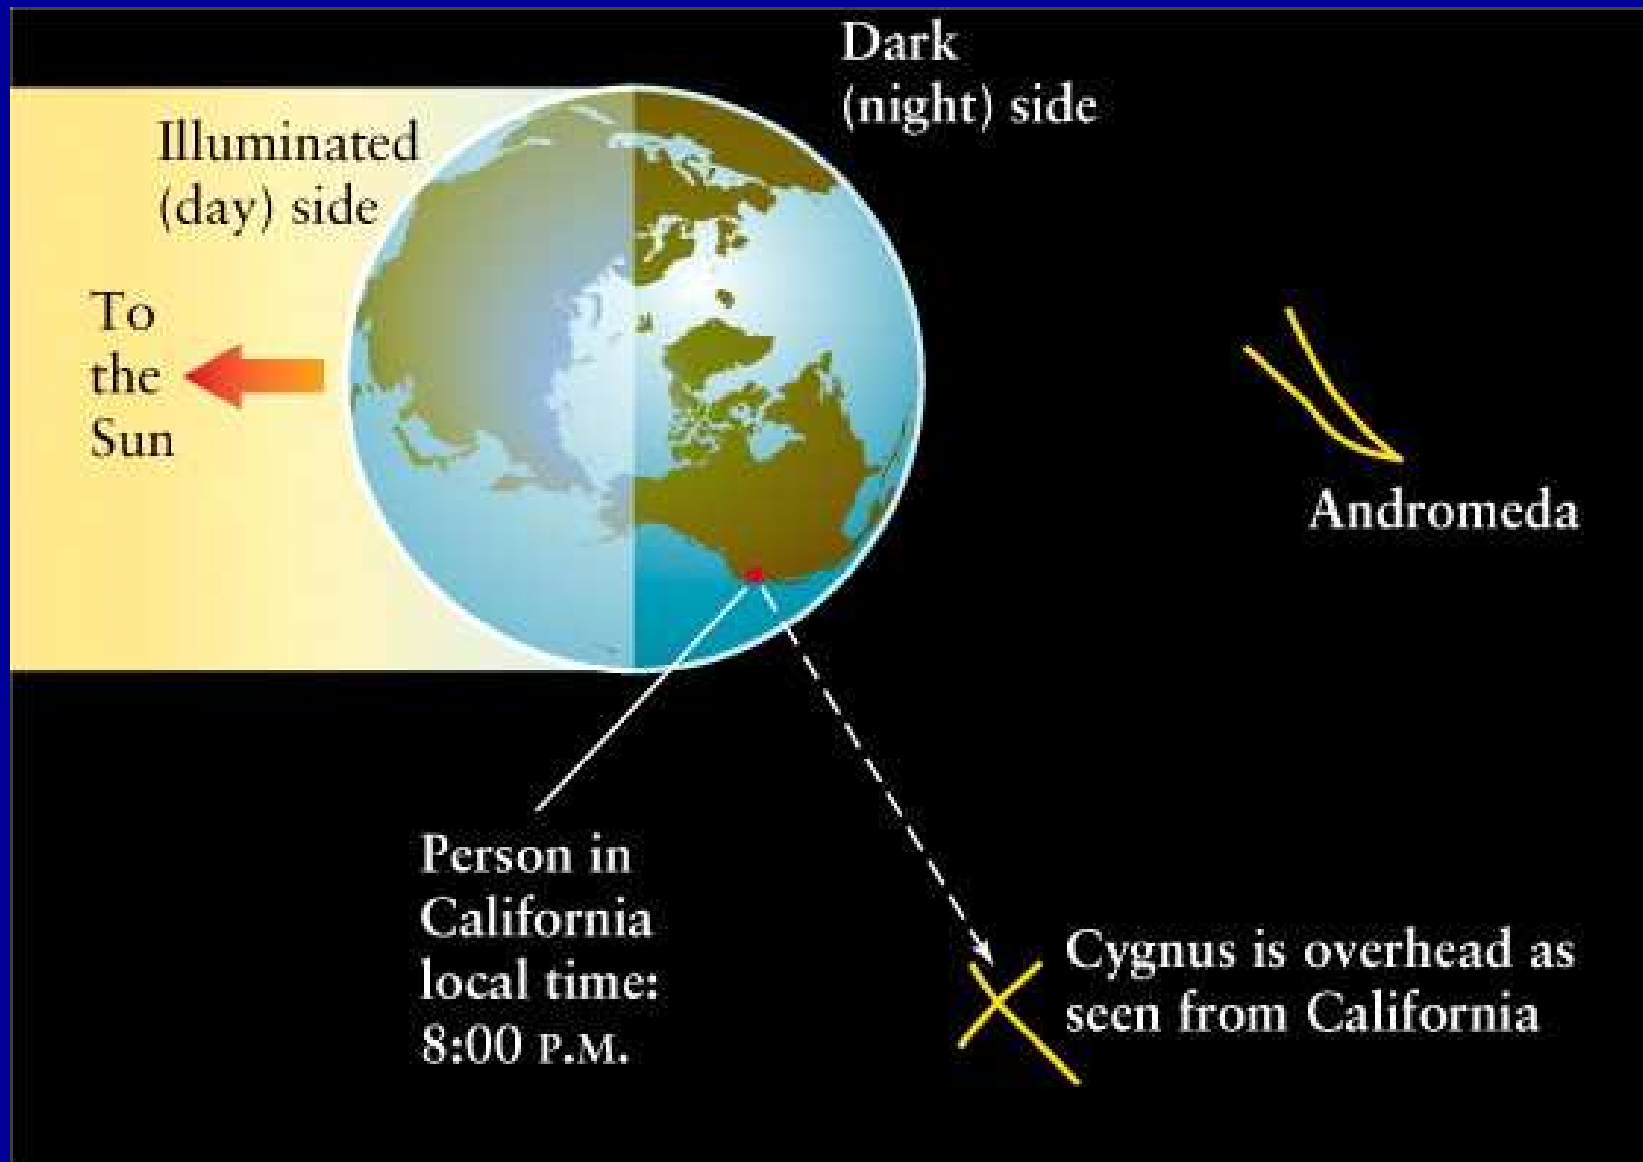 Dark
(night) side
Illuminated
(day) side
To
the
Sun
Andromeda
Person in
California
local time:
8:00 P.M.
Cygnus is overhead as
seen from California